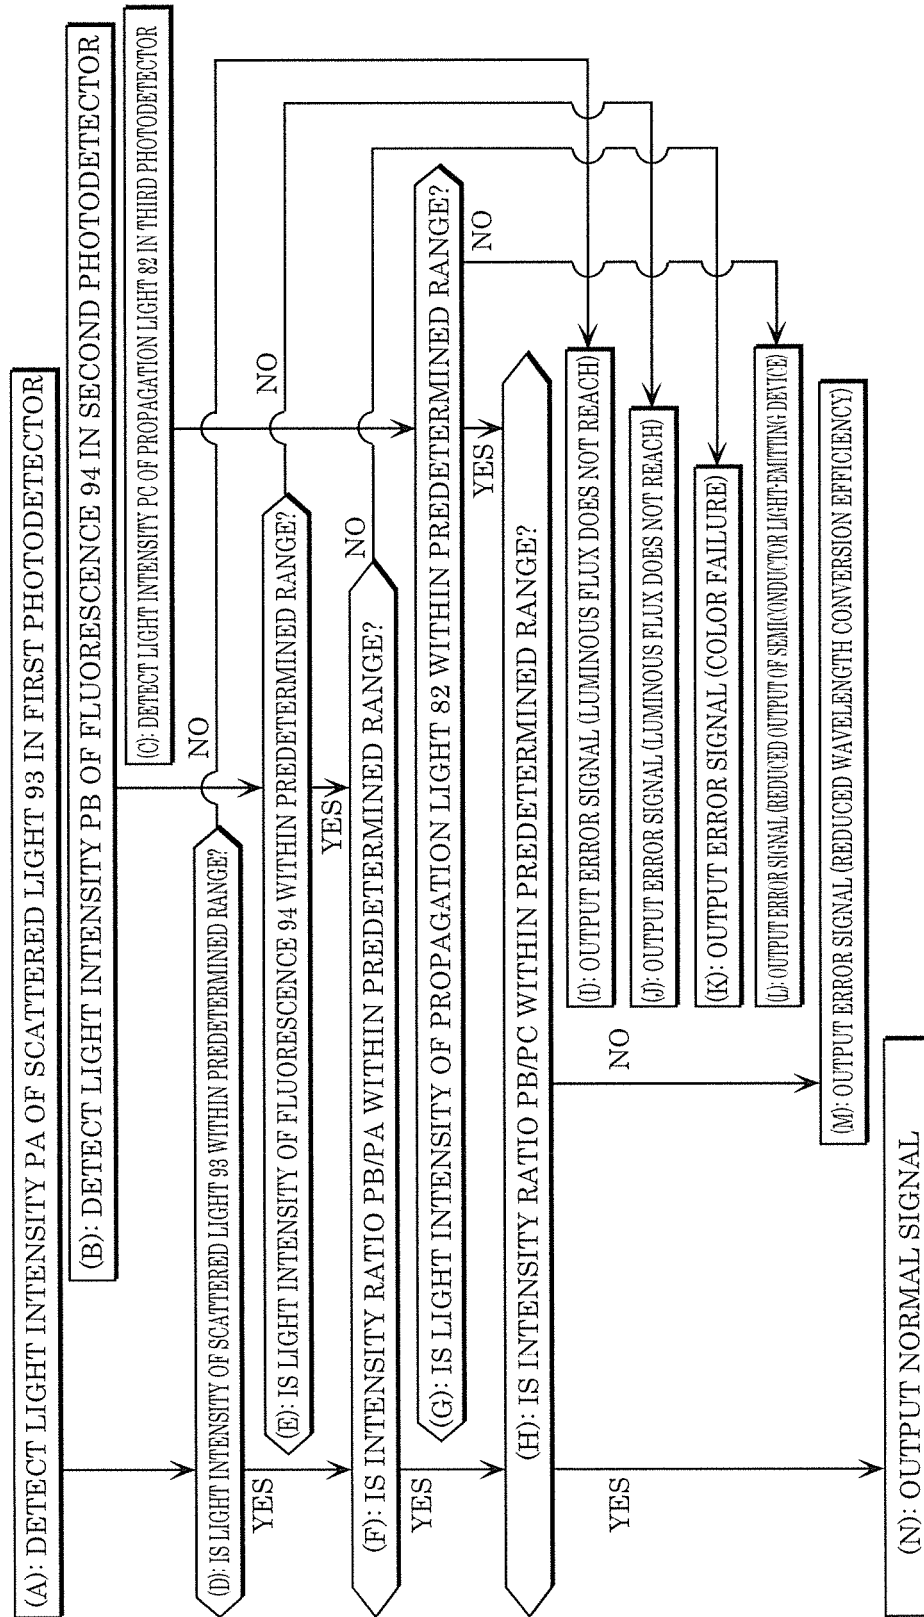 (A): DETECT LIGHT INTENSITY PA OF SCATTERED LIGHT 93 IN FIRST PHOTODETECTOR
(B): DETECT LIGHT INTENSITY PB OF FLUORESCENCE 94 IN SECOND PHOTODETECTOR
(C): DETECT LIGHT INTENSITY PC OF PROPAGATION LIGHT 82 IN THIRD PHOTODETECTOR
(D): IS LIGHT INTENSITY OF SCATTERED LIGHT 93 WITHIN PREDETERMINED RANGE?
NO
YES
(E): IS LIGHT INTENSITY OF FLUORESCENCE 94 WITHIN PREDETERMINED RANGE?
NO
YES
(F): IS INTENSITY RATIO PB/PA WITHIN PREDETERMINED RANGE?
NO
YES
(G): IS LIGHT INTENSITY OF PROPAGATION LIGHT 82 WITHIN PREDETERMINED RANGE?
NO
YES
(H): IS INTENSITY RATIO PB/PC WITHIN PREDETERMINED RANGE?
YES
NO
(I): OUTPUT ERROR SIGNAL (LUMINOUS FLUX DOES NOT REACH)
(J): OUTPUT ERROR SIGNAL (LUMINOUS FLUX DOES NOT REACH)
(K): OUTPUT ERROR SIGNAL (COLOR FAILURE)
(L): OUTPUT ERROR SIGNAL (REDUCED OUTPUT OF SEMICONDUCTOR LIGHT-EMITTING DEVICE)
(M): OUTPUT ERROR SIGNAL (REDUCED WAVELENGTH CONVERSION EFFICIENCY)
(N): OUTPUT NORMAL SIGNAL